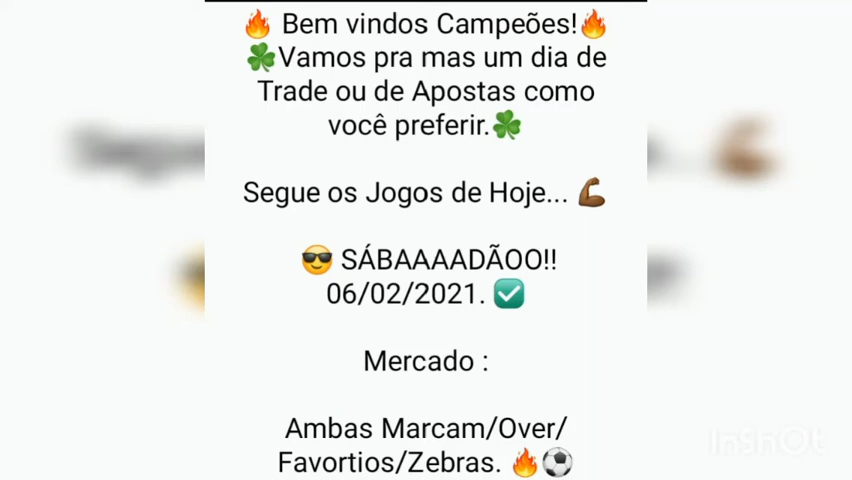 🔥 Bem vindos Campeões!🔥
☘️Vamos pra mas um dia de
Trade ou de Apostas como
você preferir.☘️
Segue os Jogos de Hoje... 💪🏾
😎 SÁBAAAADÃOO!!
06/02/2021. ✅
Mercado :
Ambas Marcam/Over/
Favortios/Zebras. 🔥⚽
InShOt